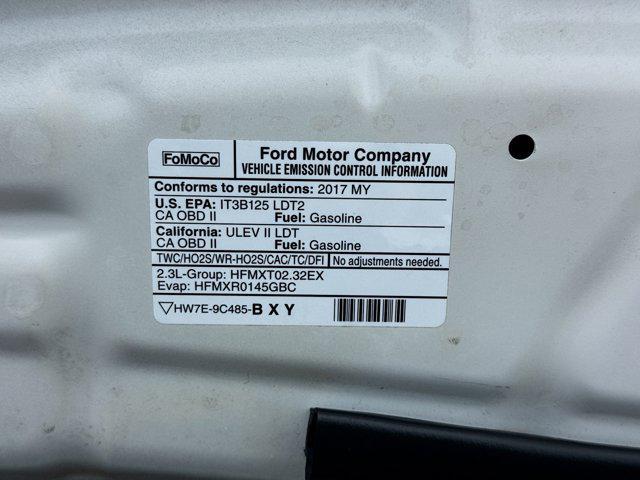 FoMoCo
Ford Motor Company
VEHICLE EMISSION CONTROL INFORMATION
Conforms to regulations: 2017 MY
U.S. EPA: IT3B125 LDT2
CA OBD II Fuel: Gasoline
California: ULEV II LDT
CA OBD II Fuel: Gasoline
TWC/HO2S/WR-HO2S/CAC/TC/DFI No adjustments needed.
2.3L-Group: HFMXT02.32EX
Evap: HFMXR0145GBC
HW7E-9C485-B X Y